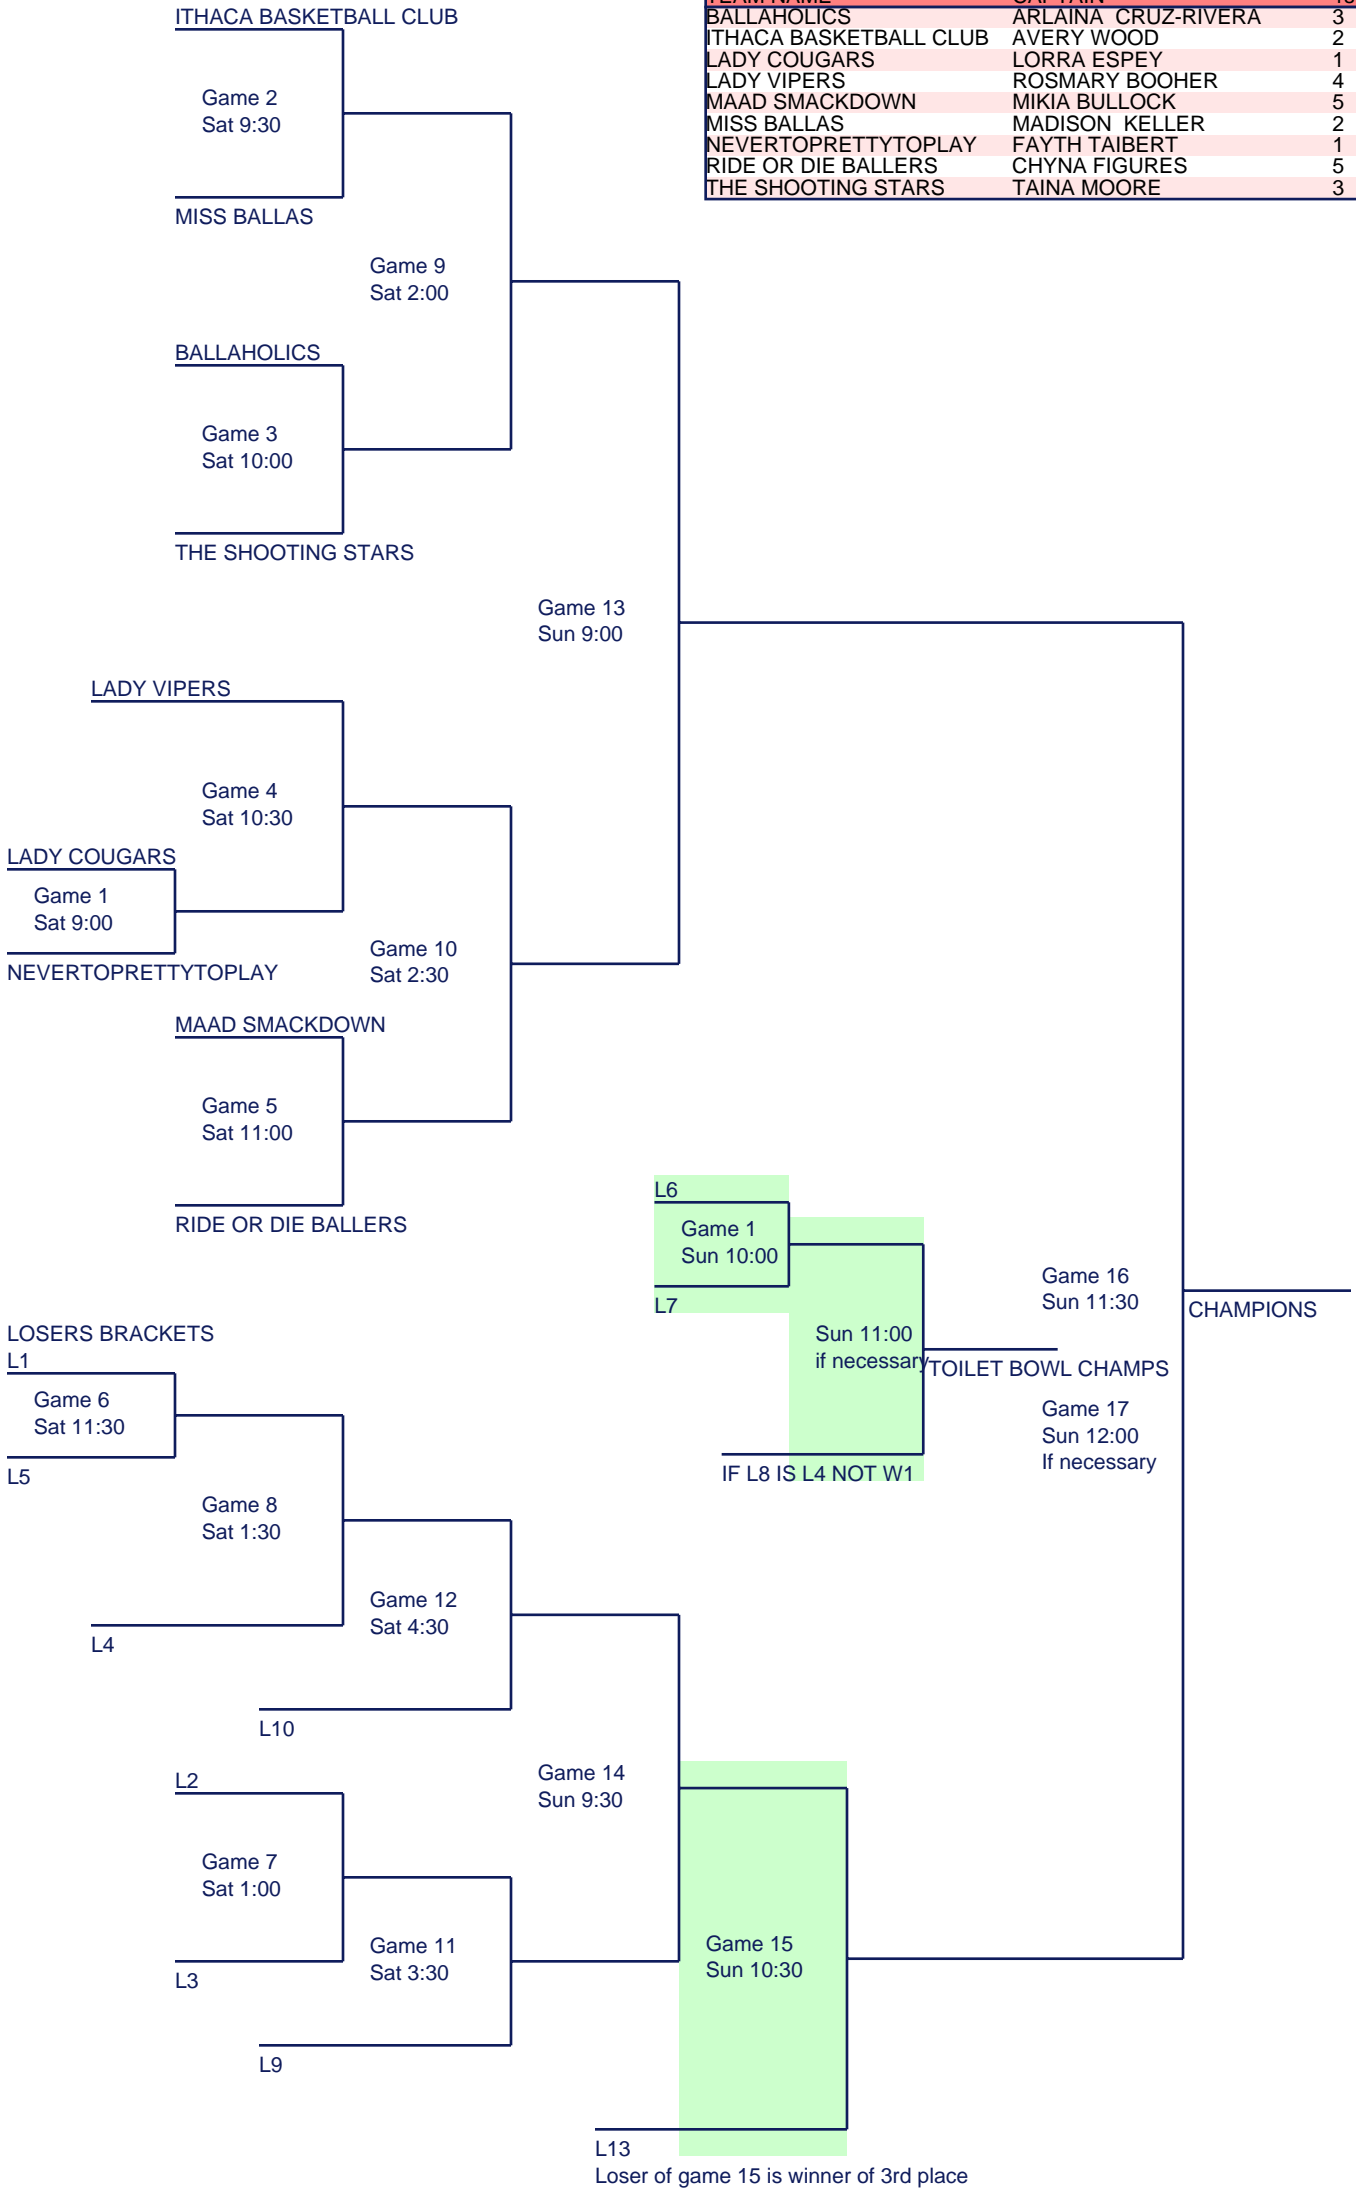 ITHACA BASKETBALL CLUB
Game 2
Sat 9:30
MISS BALLAS
TEAM NAME CAPTAIN
BALLAHOLICS ARLAINA  CRUZ-RIVERA 3
ITHACA BASKETBALL CLUB AVERY WOOD 2
LADY COUGARS LORRA ESPEY 1
LADY VIPERS ROSMARY BOOHER 4
MAAD SMACKDOWN MIKIA BULLOCK 5
MISS BALLAS MADISON  KELLER 2
NEVERTOPRETTYTOPLAY FAYTH TAIBERT 1
RIDE OR DIE BALLERS CHYNA FIGURES 5
THE SHOOTING STARS TAINA MOORE 3
Game 9
Sat 2:00
BALLAHOLICS
Game 3
Sat 10:00
THE SHOOTING STARS
Game 13
Sun 9:00
LADY VIPERS
Game 4
Sat 10:30
LADY COUGARS
Game 1
Sat 9:00
NEVERTOPRETTYTOPLAY
Game 10
Sat 2:30
MAAD SMACKDOWN
Game 5
Sat 11:00
RIDE OR DIE BALLERS
L6
Game 1
Sun 10:00
L7
Sun 11:00
if necessary
TOILET BOWL CHAMPS
IF L8 IS L4 NOT W1
Game 16
Sun 11:30
CHAMPIONS
Game 17
Sun 12:00
If necessary
LOSERS BRACKETS
L1
Game 6
Sat 11:30
L5
Game 8
Sat 1:30
L4
Game 12
Sat 4:30
L10
L2
Game 14
Sun 9:30
Game 7
Sat 1:00
L3
Game 11
Sat 3:30
L9
Game 15
Sun 10:30
L13
Loser of game 15 is winner of 3rd place